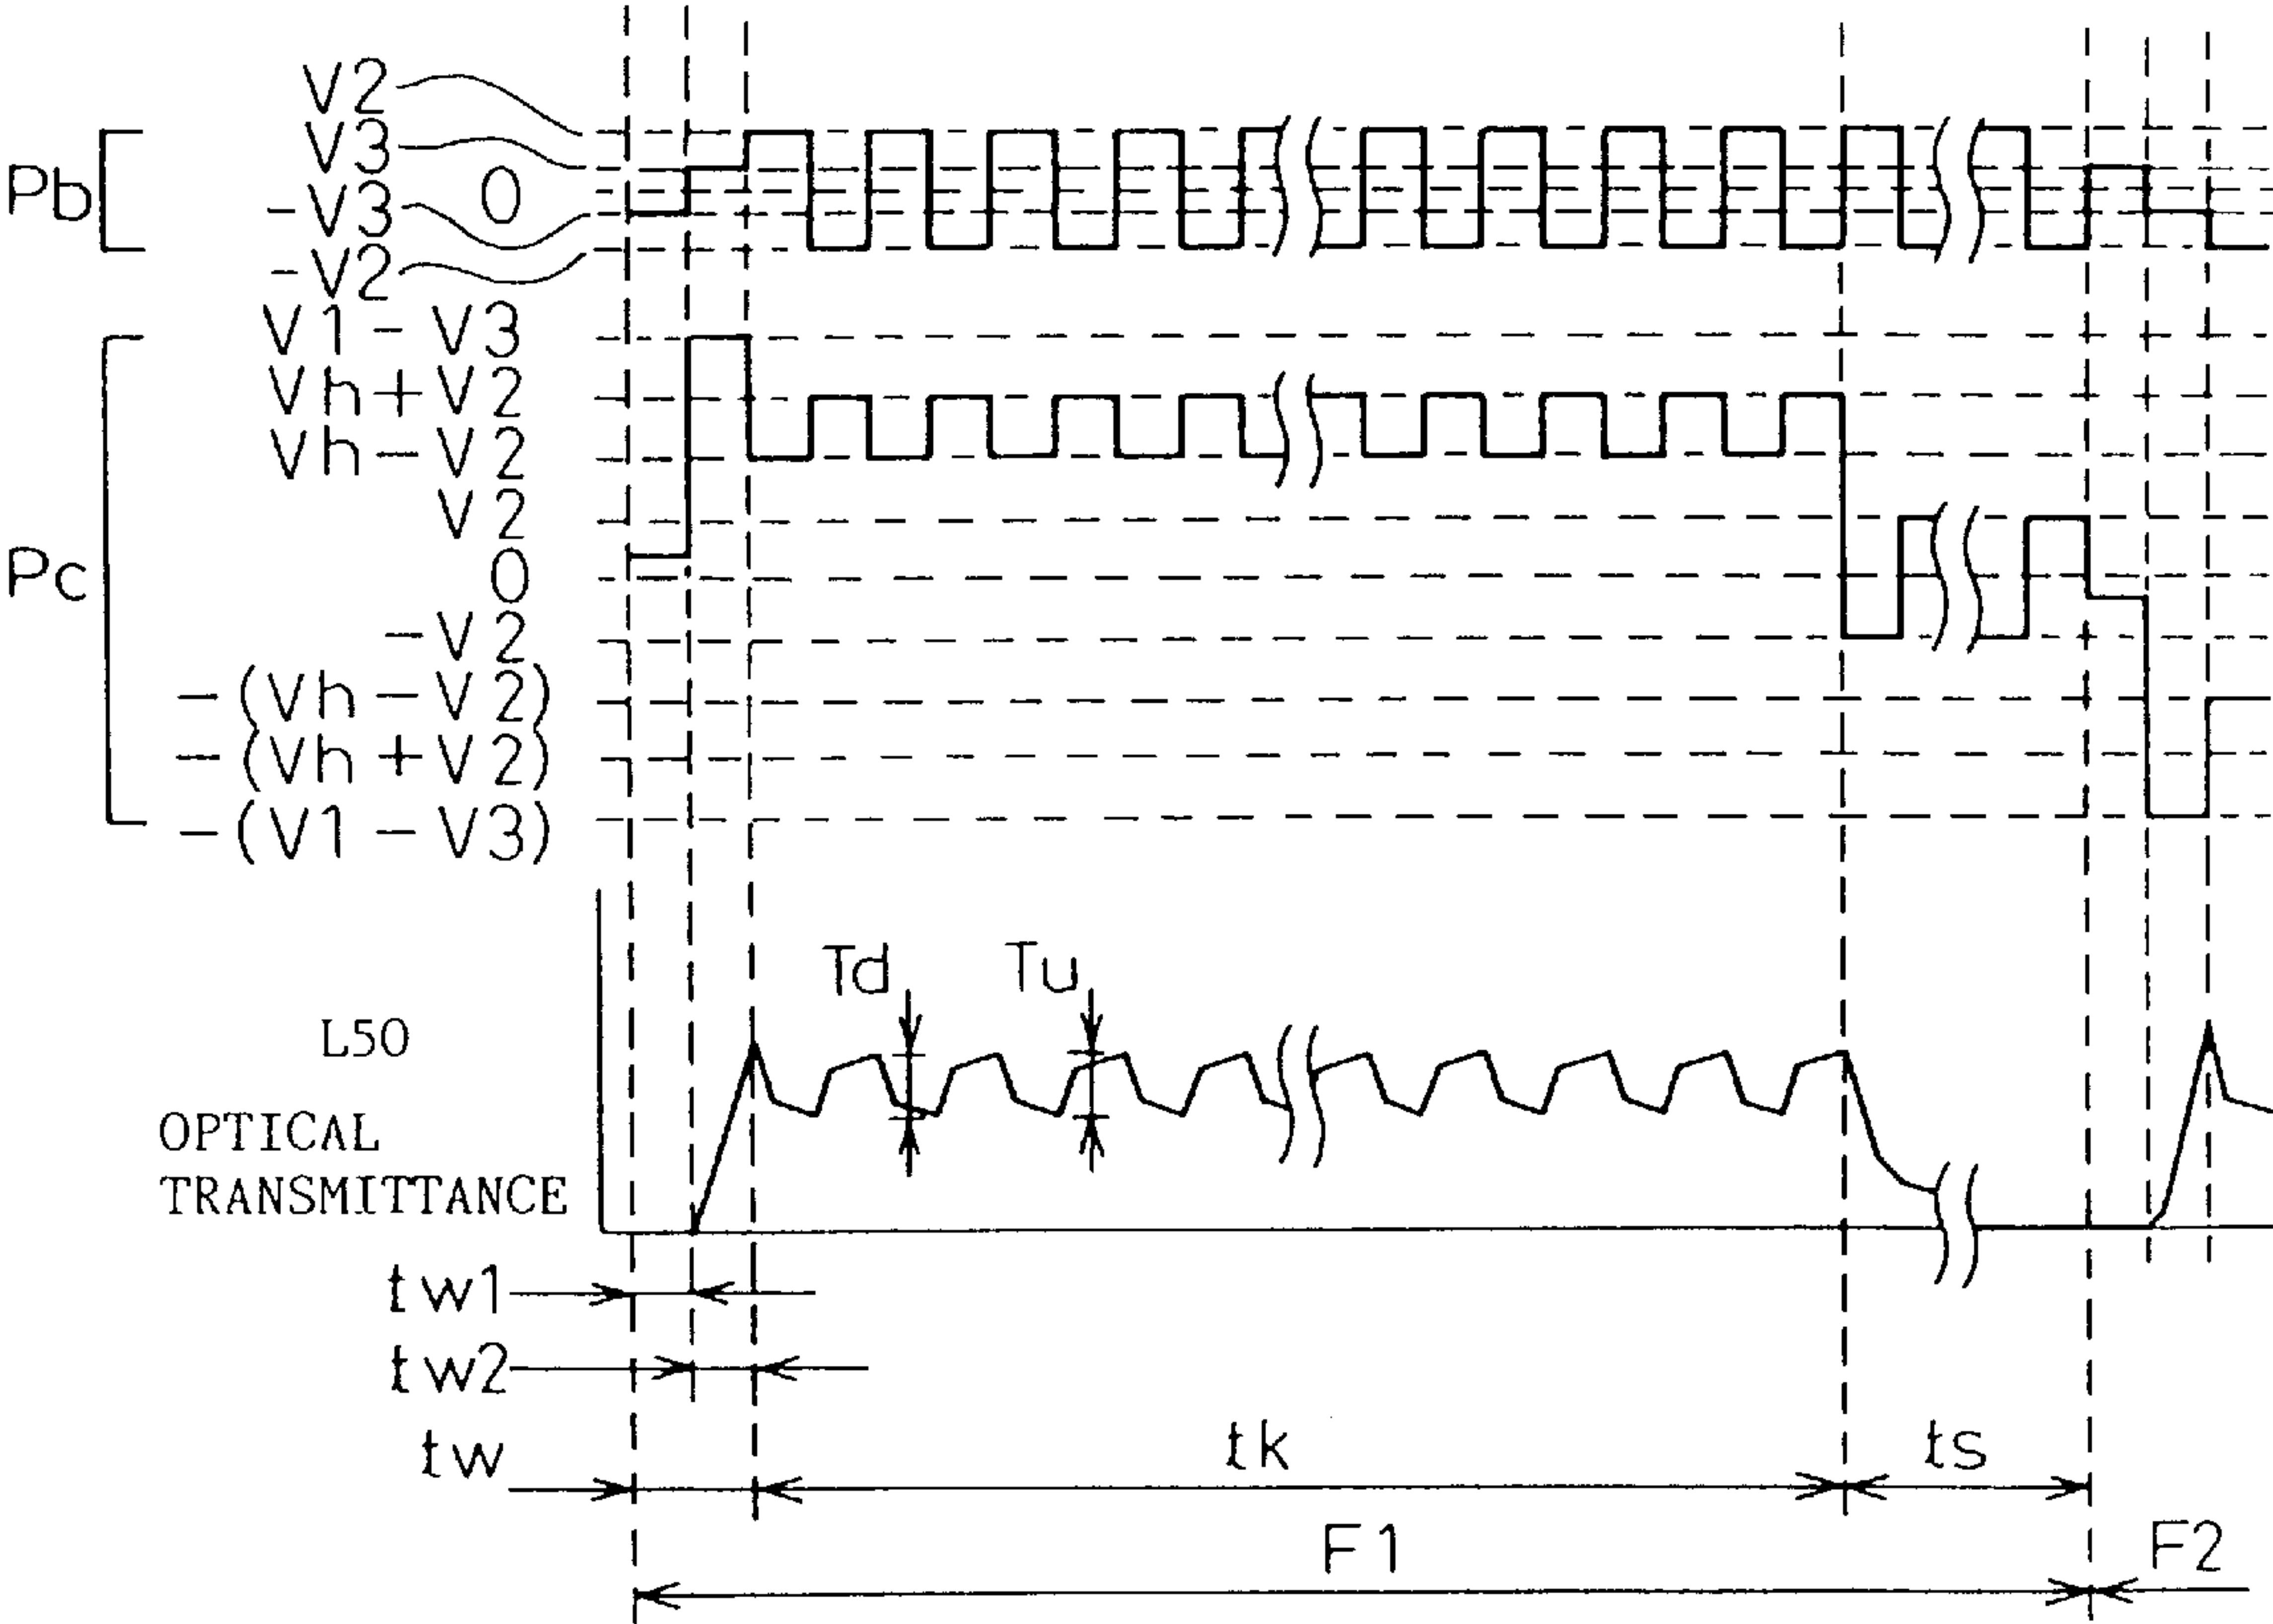 V2
V3
Pb
0
-V3
-V2
V1-V3
Vh+V2
Vh-V2
V2
Pc
0
-V2
-(Vh-V2)
-(Vh+V2)
-(V1-V3)
Td
Tu
L50
OPTICAL
TRANSMITTANCE
tw1
tw2
tw
tk
ts
F1
F2